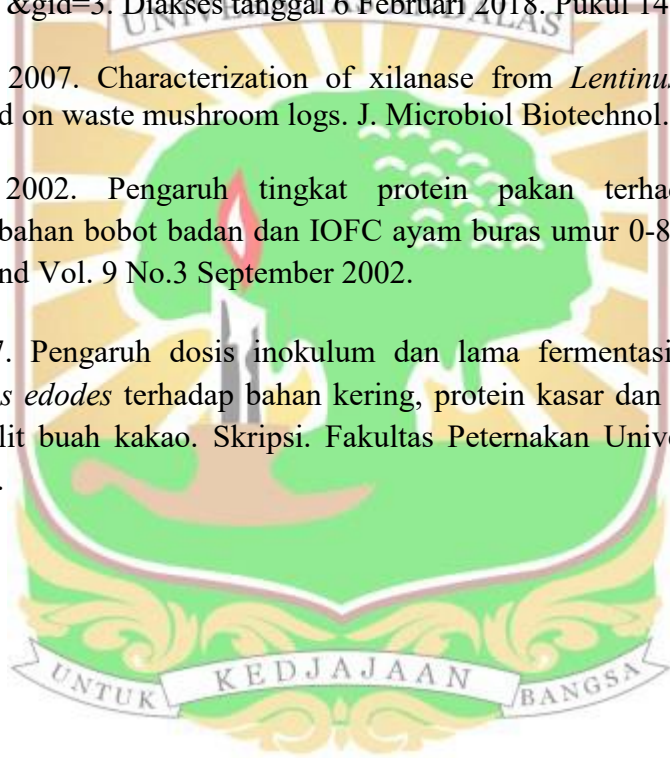 &gid=3. Diakses tanggal 6 Februari 2018. Pukul 14
2007. Characterization of xilanase from Lentinus
d on waste mushroom logs. J. Microbiol Biotechnol.
2002. Pengaruh tingkat protein pakan terhad
bahan bobot badan dan IOFC ayam buras umur 0-8
nd Vol. 9 No.3 September 2002.
7. Pengaruh dosis inokulum dan lama fermentasi
s edodes terhadap bahan kering, protein kasar dan
lit buah kakao. Skripsi. Fakultas Peternakan Unive
.
UNTUK KEDJAJAAN BANGSA